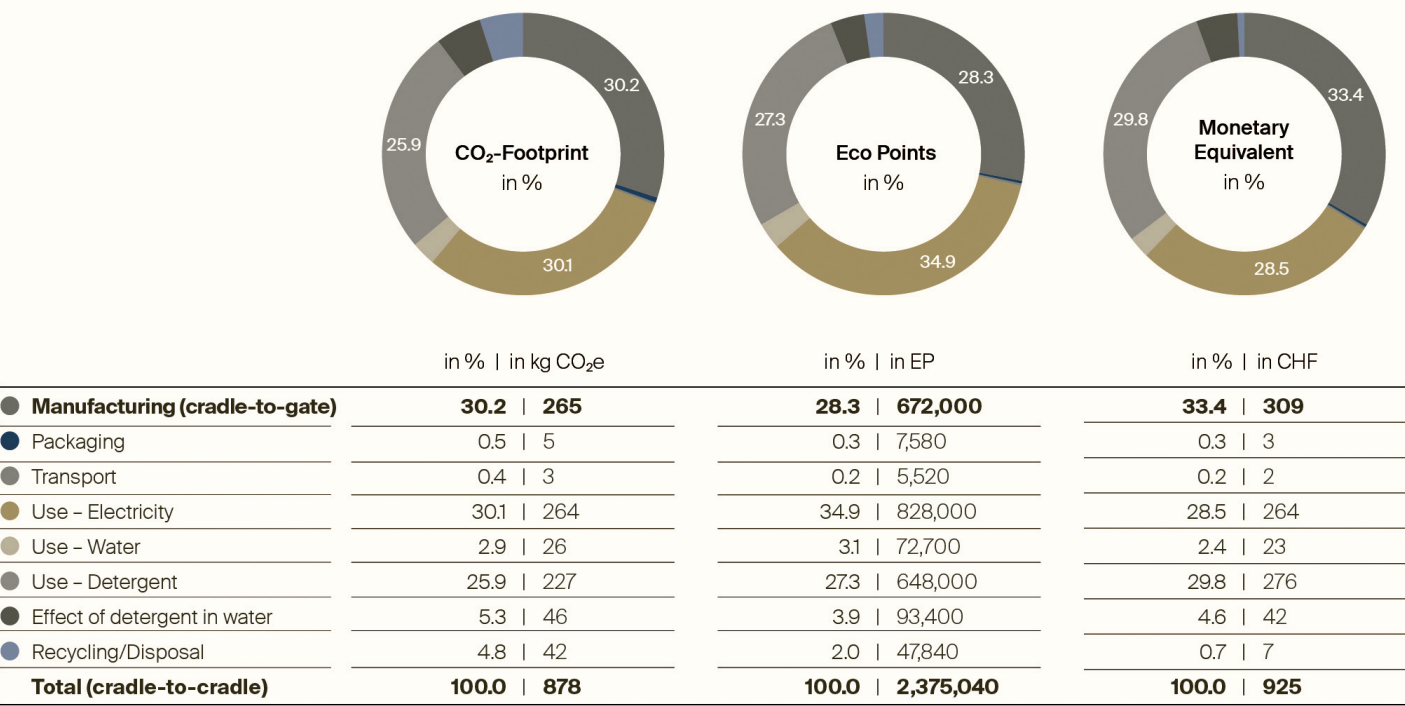 30.2
25.9
CO₂-Footprint
in %
30.1
28.3
27.3
Eco Points
in %
34.9
33.4
29.8
Monetary
Equivalent
in %
28.5
in % | in kg CO₂e in % | in EP in % | in CHF
Manufacturing (cradle-to-gate) 30.2 | 265 28.3 | 672,000 33.4 | 309
Packaging 0.5 | 5 0.3 | 7,580 0.3 | 3
Transport 0.4 | 3 0.2 | 5,520 0.2 | 2
Use – Electricity 30.1 | 264 34.9 | 828,000 28.5 | 264
Use – Water 2.9 | 26 3.1 | 72,700 2.4 | 23
Use – Detergent 25.9 | 227 27.3 | 648,000 29.8 | 276
Effect of detergent in water 5.3 | 46 3.9 | 93,400 4.6 | 42
Recycling/Disposal 4.8 | 42 2.0 | 47,840 0.7 | 7
Total (cradle-to-cradle) 100.0 | 878 100.0 | 2,375,040 100.0 | 925